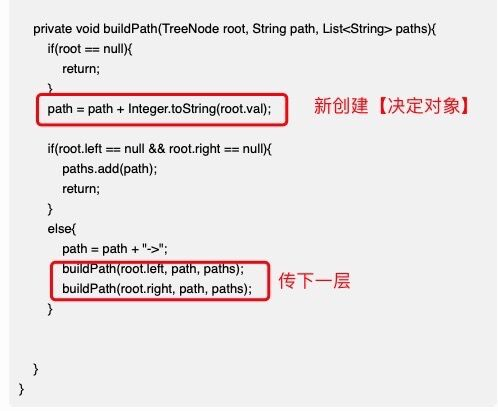 private void buildPath(TreeNode root, String path, List<String> paths){
if(root == null){
return;
}
path = path + Integer.toString(root.val);
新创建【决定对象】
if(root.left == null && root.right == null){
paths.add(path);
return;
}
else{
path = path + "->";
buildPath(root.left, path, paths);
buildPath(root.right, path, paths);
传下一层
}
}
}